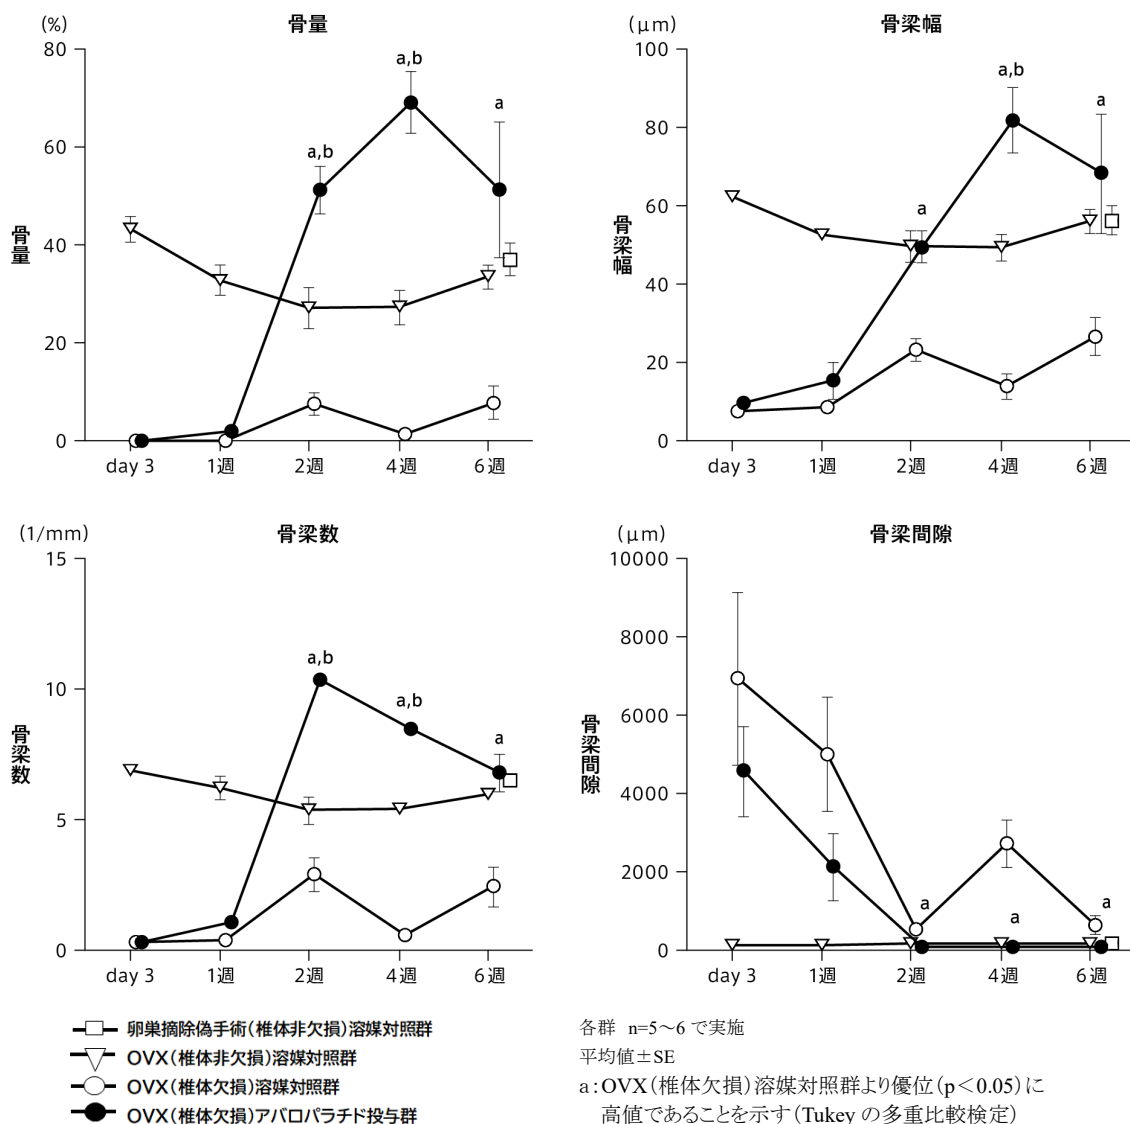 (%)
骨量
80
a,b
a
60
a,b
骨量
40
20
0
day 3
1週
2週
4週
6週
(μm)
骨梁幅
100
a,b
a
80
a
60
骨梁幅
40
20
0
day 3
1週
2週
4週
6週
(1/mm)
骨梁数
15
a,b
a,b
a
10
骨梁数
5
0
day 3
1週
2週
4週
6週
(μm)
骨梁間隙
10000
8000
6000
骨梁間隙
4000
2000
a
a
a
0
day 3
1週
2週
4週
6週
卵巣摘除偽手術(椎体非欠損)溶媒対照群
OVX(椎体非欠損)溶媒対照群
OVX(椎体欠損)溶媒対照群
OVX(椎体欠損)アバロパラチド投与群
各群 n=5〜6 で実施
平均値±SE
a:OVX(椎体欠損)溶媒対照群より優位(p<0.05)に
高値であることを示す(Tukey の多重比較検定)